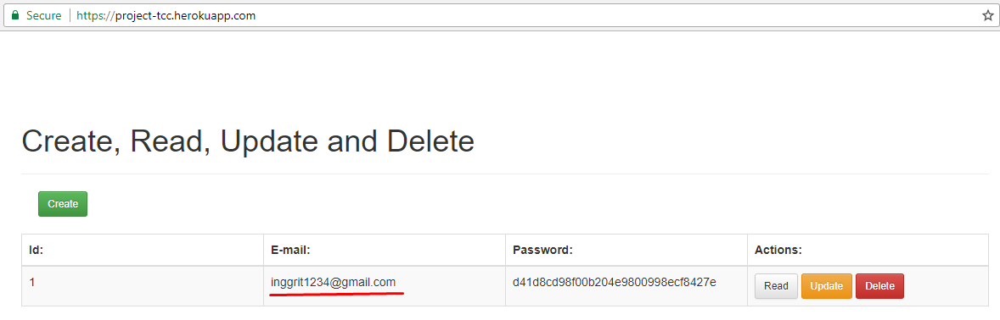 Secure https://project-tcc.herokuapp.com
Create, Read, Update and Delete
Create
Id: E-mail: Password: Actions:
1 inggrit1234@gmail.com d41d8cd98f00b204e9800998ecf8427e Read Update Delete